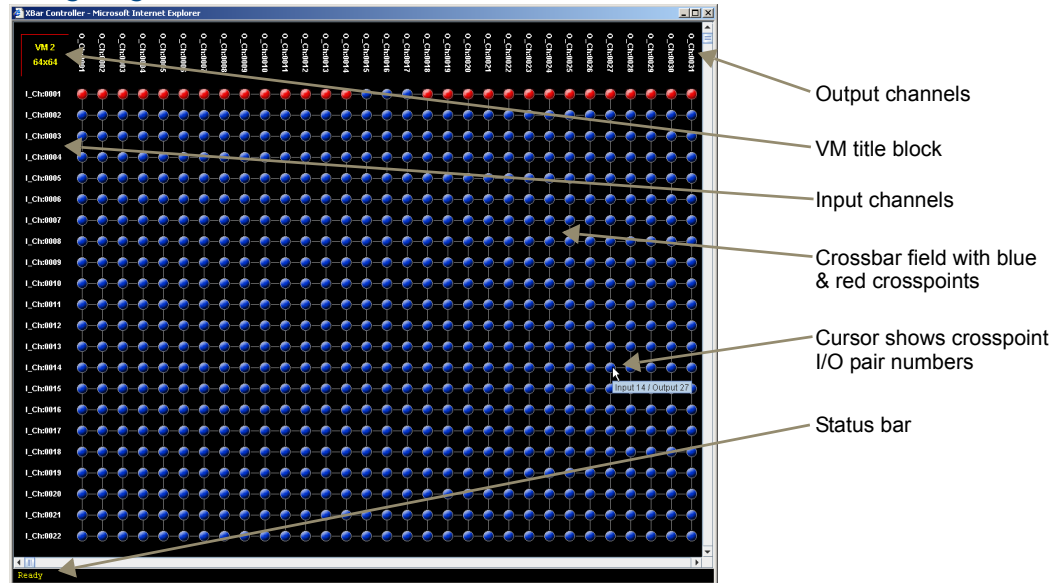 XBar Controller - Microsoft Internet Explorer
VM 2
64x64
O_Ch:0001
O_Ch:0002
O_Ch:0003
O_Ch:0004
O_Ch:0005
O_Ch:0006
O_Ch:0007
O_Ch:0008
O_Ch:0009
O_Ch:0010
O_Ch:0011
O_Ch:0012
O_Ch:0013
O_Ch:0014
O_Ch:0015
O_Ch:0016
O_Ch:0017
O_Ch:0018
O_Ch:0019
O_Ch:0020
O_Ch:0021
O_Ch:0022
O_Ch:0023
O_Ch:0024
O_Ch:0025
O_Ch:0026
O_Ch:0027
O_Ch:0028
O_Ch:0029
O_Ch:0030
O_Ch:0031
I_Ch:0001
I_Ch:0002
I_Ch:0003
I_Ch:0004
I_Ch:0005
I_Ch:0006
I_Ch:0007
I_Ch:0008
I_Ch:0009
I_Ch:0010
I_Ch:0011
I_Ch:0012
I_Ch:0013
I_Ch:0014
I_Ch:0015
I_Ch:0016
I_Ch:0017
I_Ch:0018
I_Ch:0019
I_Ch:0020
I_Ch:0021
I_Ch:0022
Input 14 / Output 27
Ready
Output channels
VM title block
Input channels
Crossbar field with blue
& red crosspoints
Cursor shows crosspoint
I/O pair numbers
Status bar